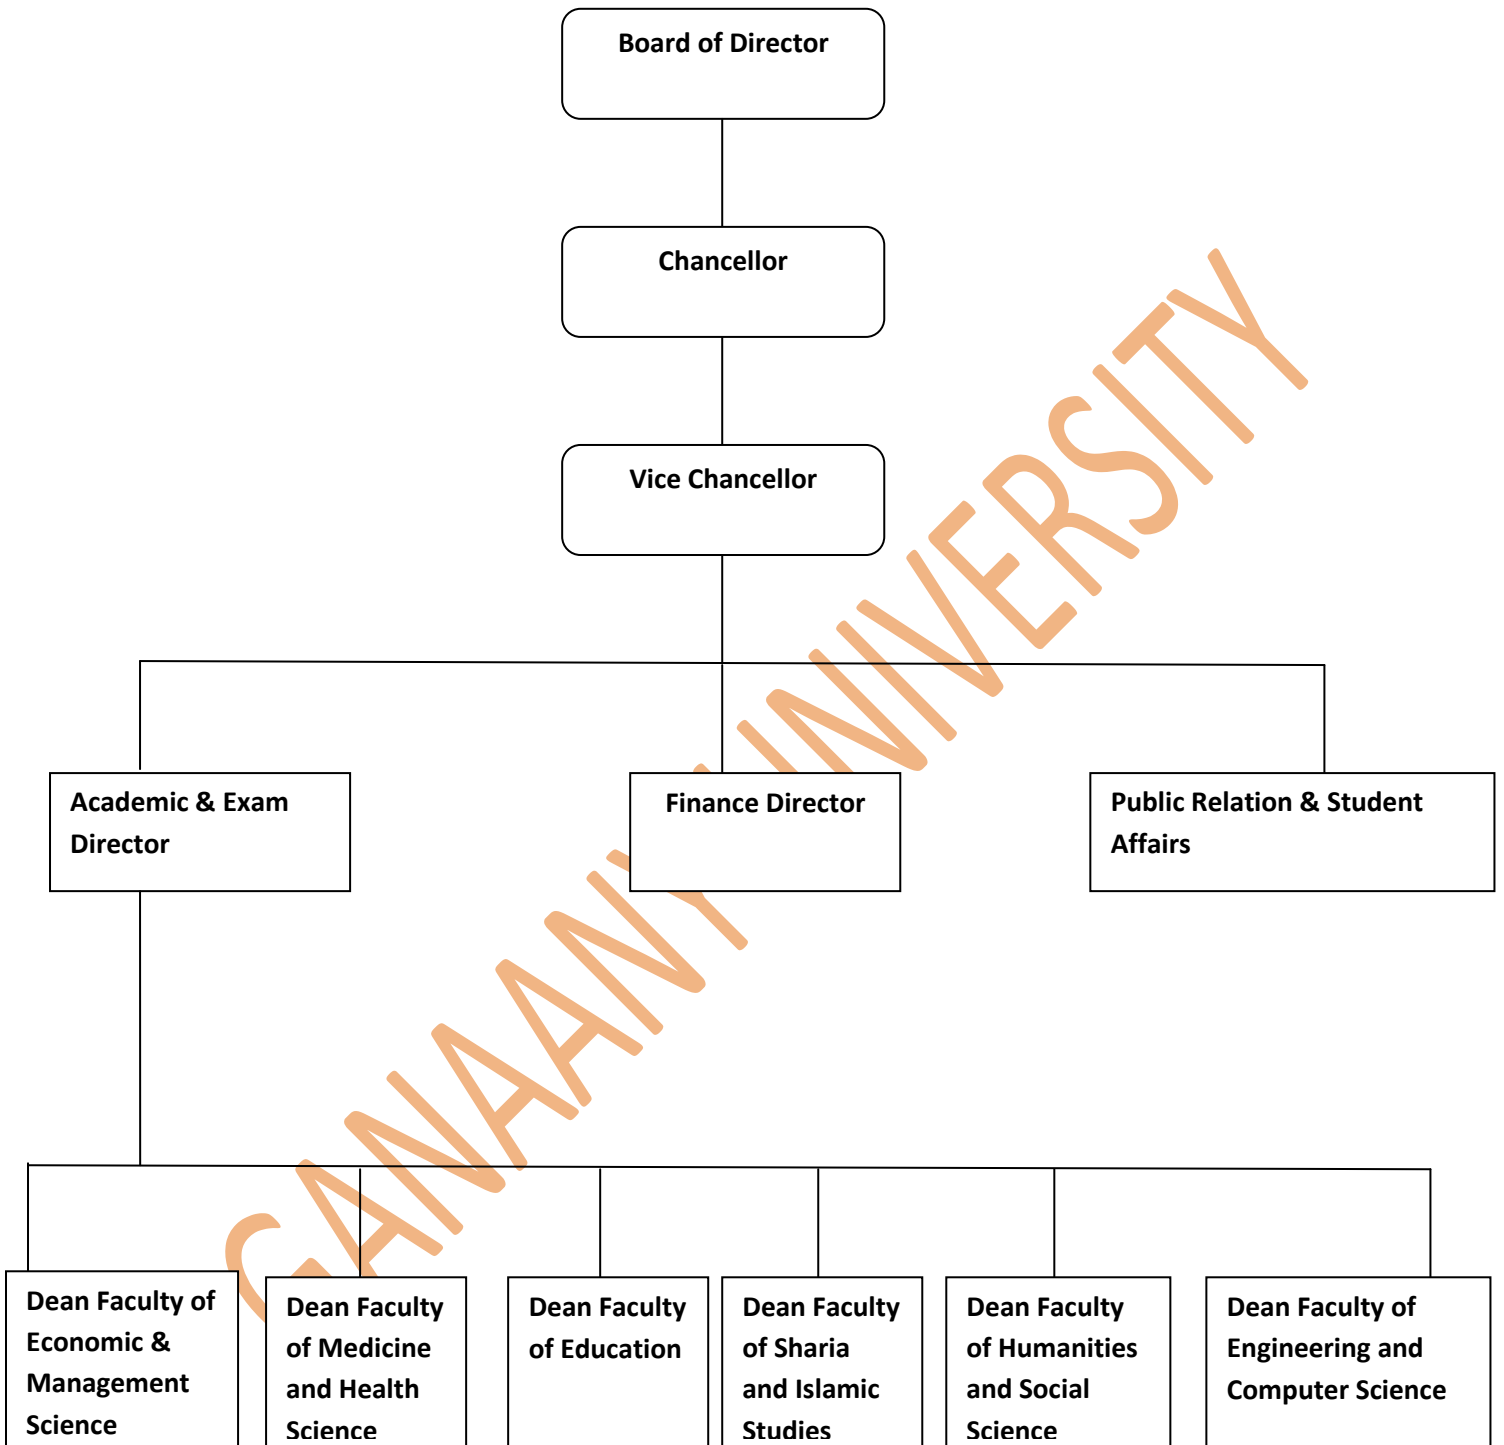 Board of Director
Chancellor
Vice Chancellor
Academic & Exam
Director
Finance Director
Public Relation & Student
Affairs
Dean Faculty of
Economic &
Management
Science
Dean Faculty
of Medicine
and Health
Science
Dean Faculty
of Education
Dean Faculty
of Sharia
and Islamic
Studies
Dean Faculty
of Humanities
and Social
Science
Dean Faculty of
Engineering and
Computer Science
GANAANY UNIVERSITY